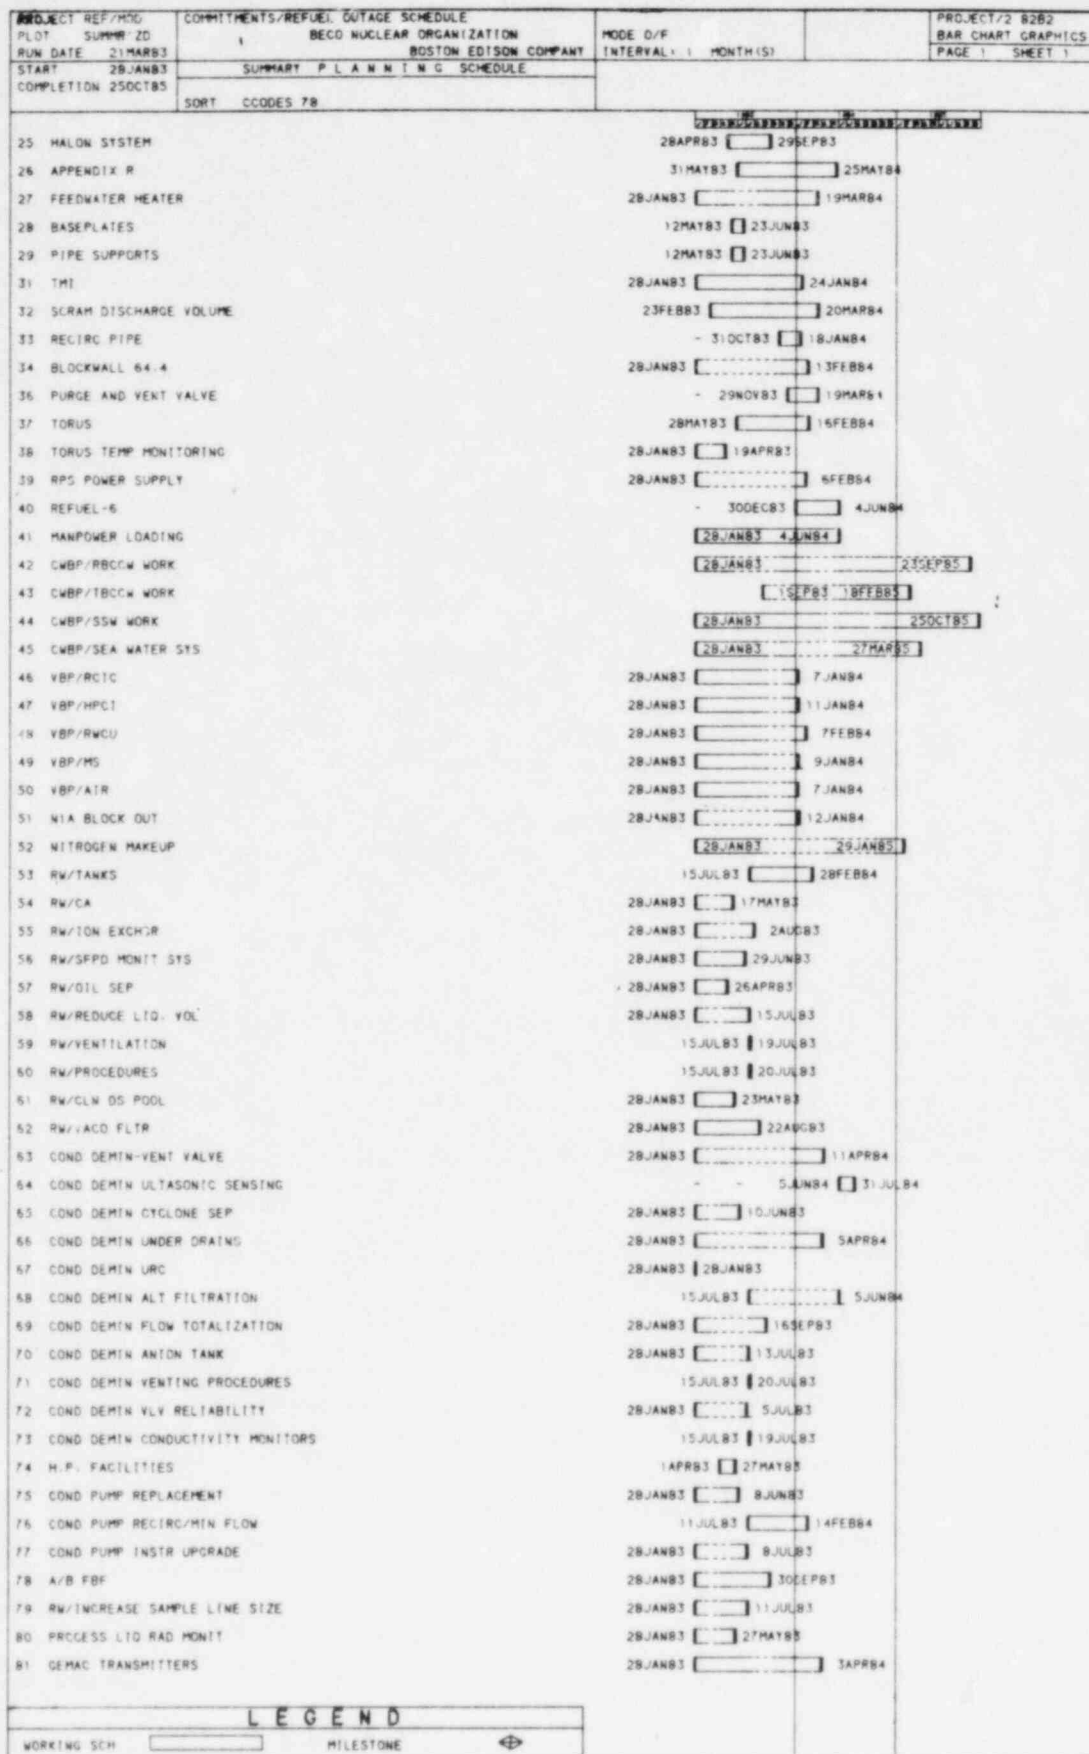 PROJECT REF/MOD COMMITMENTS/REFUEL OUTAGE SCHEDULE PROJECT/2 8282
PLOT SUMMR 2D BECO NUCLEAR ORGANIZATION MODE D/F BAR CHART GRAPHICS
RUN DATE 21MAR83 BOSTON EDISON COMPANY INTERVAL: 1 MONTH(S) PAGE 1 SHEET 1
START 28JAN83 SUMMARY PLANNING SCHEDULE
COMPLETION 25OCT85
SORT CCODES 78
25 HALON SYSTEM 28APR83 29SEP83
26 APPENDIX R 31MAY83 25MAY84
27 FEEDWATER HEATER 28JAN83 19MAR84
28 BASEPLATES 12MAY83 23JUN83
29 PIPE SUPPORTS 12MAY83 23JUN83
31 TMI 28JAN83 24JAN84
32 SCRAM DISCHARGE VOLUME 23FEB83 20MAR84
33 RECIRC PIPE - 31OCT83 18JAN84
34 BLOCKWALL 64.4 28JAN83 13FEB84
36 PURGE AND VENT VALVE - 29NOV83 19MAR84
37 TORUS 28MAY83 16FEB84
38 TORUS TEMP MONITORING 28JAN83 19APR83
39 RPS POWER SUPPLY 28JAN83 6FEB84
40 REFUEL-6 - 30DEC83 4JUN84
41 MANPOWER LOADING 28JAN83 4JUN84
42 CWBP/RBCCW WORK 28JAN83 23SEP85
43 CWBP/TBCCW WORK 1SEP83 18FEB85
44 CWBP/SSW WORK 28JAN83 25OCT85
45 CWBP/SEA WATER SYS 28JAN83 27MAR85
46 VBP/RCIC 28JAN83 7JAN84
47 VBP/HPCI 28JAN83 11JAN84
48 VBP/RWCU 28JAN83 7FEB84
49 VBP/MS 28JAN83 9JAN84
50 VBP/AIR 28JAN83 7JAN84
51 N1A BLOCK OUT 28JAN83 12JAN84
52 NITROGEN MAKEUP 28JAN83 29JAN85
53 RW/TANKS 15JUL83 28FEB84
54 RW/CA 28JAN83 17MAY83
55 RW/ION EXCHGR 28JAN83 2AUG83
56 RW/SFPD MONIT SYS 28JAN83 29JUN83
57 RW/OIL SEP 28JAN83 26APR83
58 RW/REDUCE LIQ. VOL 28JAN83 15JUL83
59 RW/VENTILATION 15JUL83 19JUL83
60 RW/PROCEDURES 15JUL83 20JUL83
61 RW/CLN DS POOL 28JAN83 23MAY83
62 FLTR 28JAN83 22AUG83
63 COND DEMIN-VENT VALVE 28JAN83 11APR84
64 COND DEMIN ULTASONIC SENSING - - 5JUN84 31JUL84
65 COND DEMIN CYCLONE SEP 28JAN83 10JUN83
66 COND DEMIN UNDER DRAINS 28JAN83 5APR84
67 COND DEMIN URC 28JAN83 28JAN83
68 COND DEMIN ALT FILTRATION 15JUL83 5JUN84
69 COND DEMIN FLOW TOTALIZATION 28JAN83 16SEP83
70 COND DEMIN ANION TANK 28JAN83 13JUL83
71 COND DEMIN VENTING PROCEDURES 15JUL83 20JUL83
72 COND DEMIN VLV RELIABILITY 28JAN83 5JUL83
73 COND DEMIN CONDUCTIVITY MONITORS 15JUL83 19JUL83
74 H.P. FACILITIES 1APR83 27MAY83
75 COND PUMP REPLACEMENT 28JAN83 8JUN83
76 COND PUMP RECIRC/MIN FLOW 11JUL83 14FEB84
77 COND PUMP INSTR UPGRADE 28JAN83 8JUL83
78 A/B FBF 28JAN83 30SEP83
79 RW/INCREASE SAMPLE LINE SIZE 28JAN83 11JUL83
80 PROCESS LIQ RAD MONIT 28JAN83 27MAY83
81 GEMAC TRANSMITTERS 28JAN83 3APR84
LEGEND
WORKING SCH MILESTONE